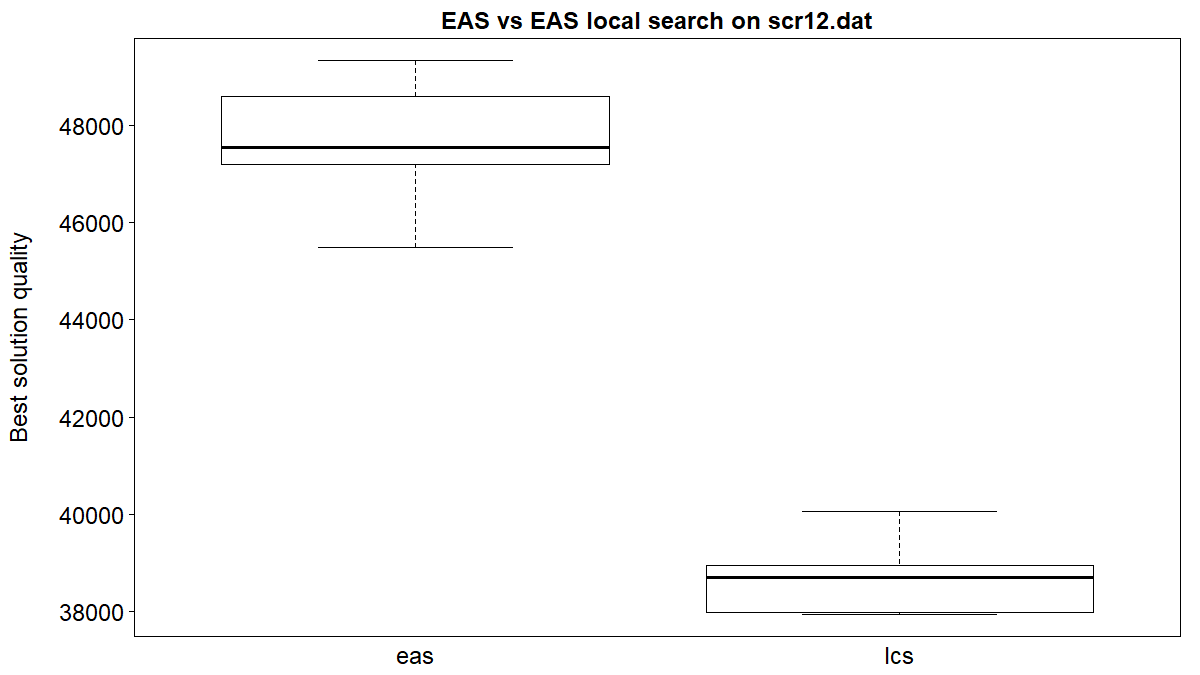 EAS vs EAS local search on scr12.dat
Best solution quality
48000
46000
44000
42000
40000
38000
eas
lcs